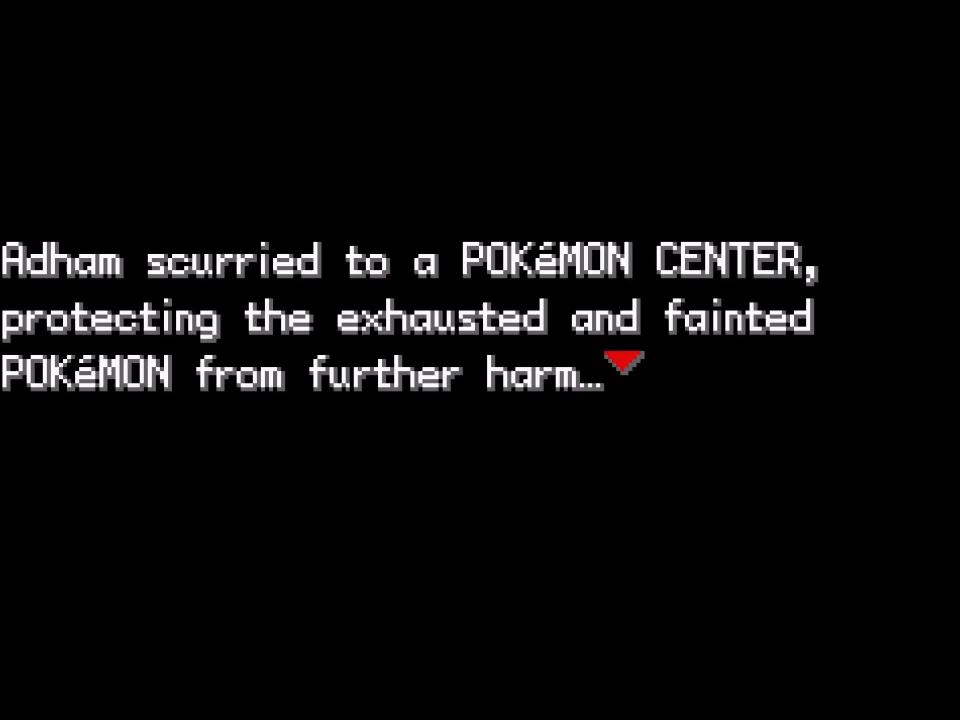 Adham scurried to a POKéMON CENTER,
protecting the exhausted and fainted
POKéMON from further harm…